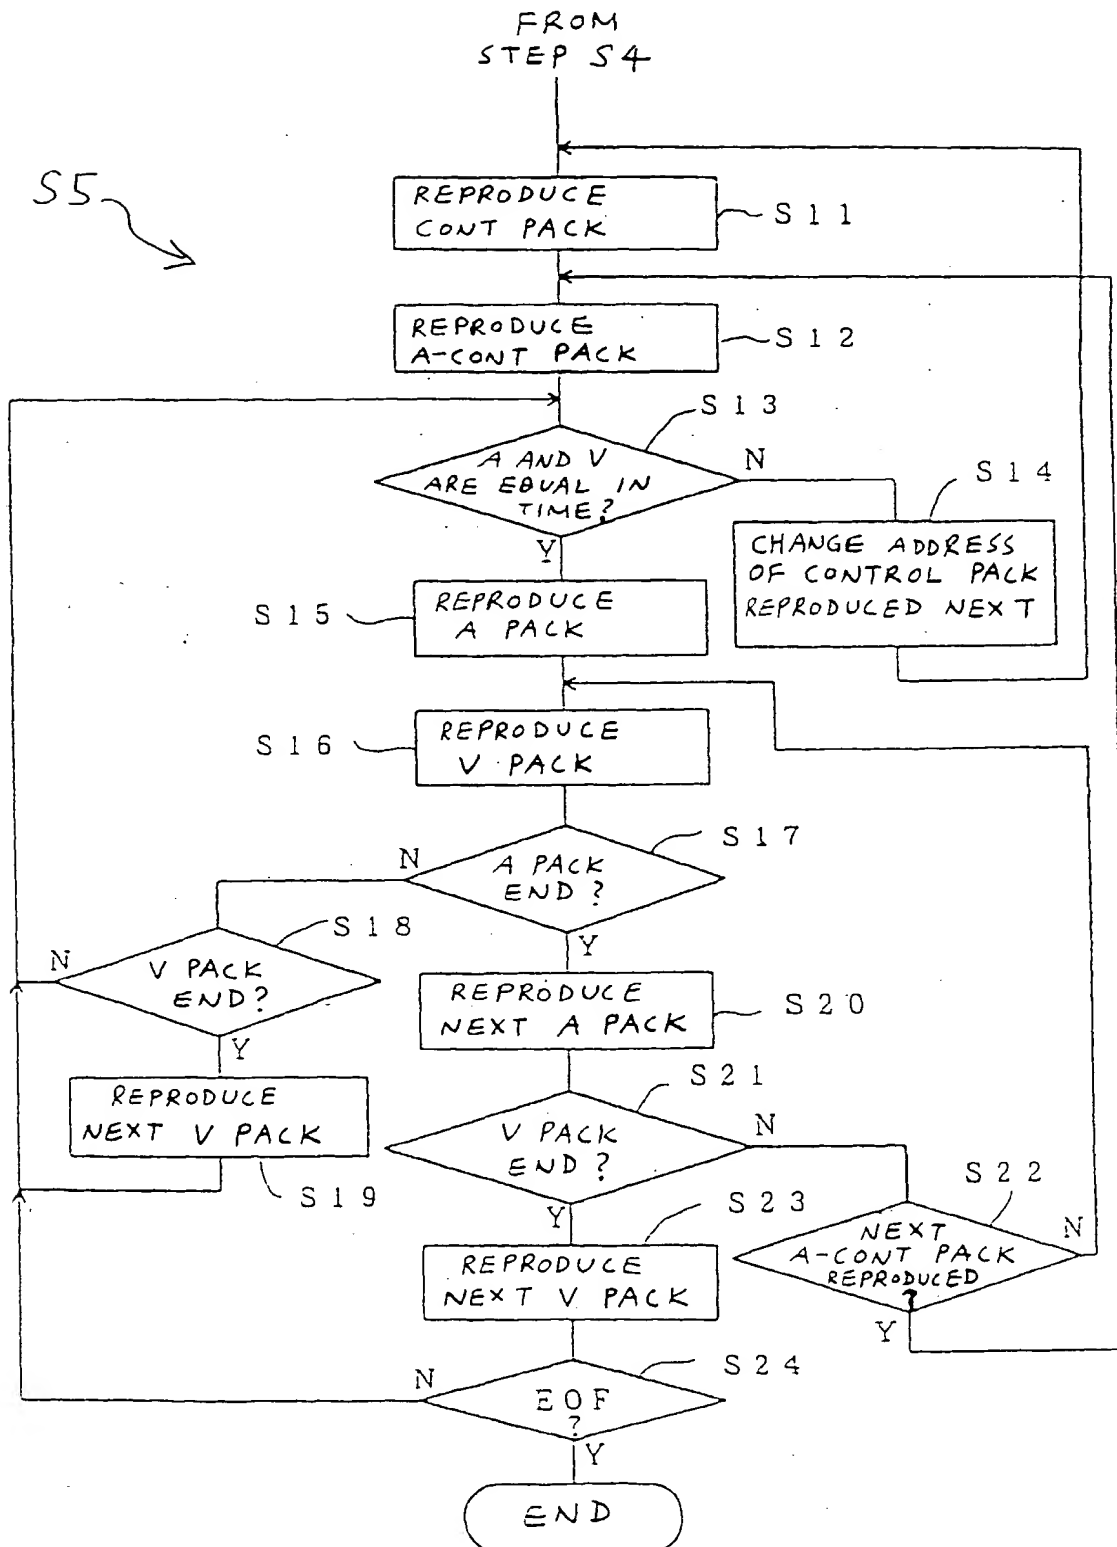 FROM
STEP S4
S5
REPRODUCE
CONT PACK
S11
REPRODUCE
A-CONT PACK
S12
S13
A AND V
ARE EQUAL IN
TIME?
N
Y
S14
CHANGE ADDRESS
OF CONTROL PACK
REPRODUCED NEXT
S15
REPRODUCE
A PACK
S16
REPRODUCE
V PACK
S17
A PACK
END?
N
Y
S18
V PACK
END?
N
Y
REPRODUCE
NEXT V PACK
S19
REPRODUCE
NEXT A PACK
S20
S21
V PACK
END?
N
Y
S22
NEXT
A-CONT PACK
REPRODUCED
?
N
Y
S23
REPRODUCE
NEXT V PACK
S24
EOF
?
N
Y
END